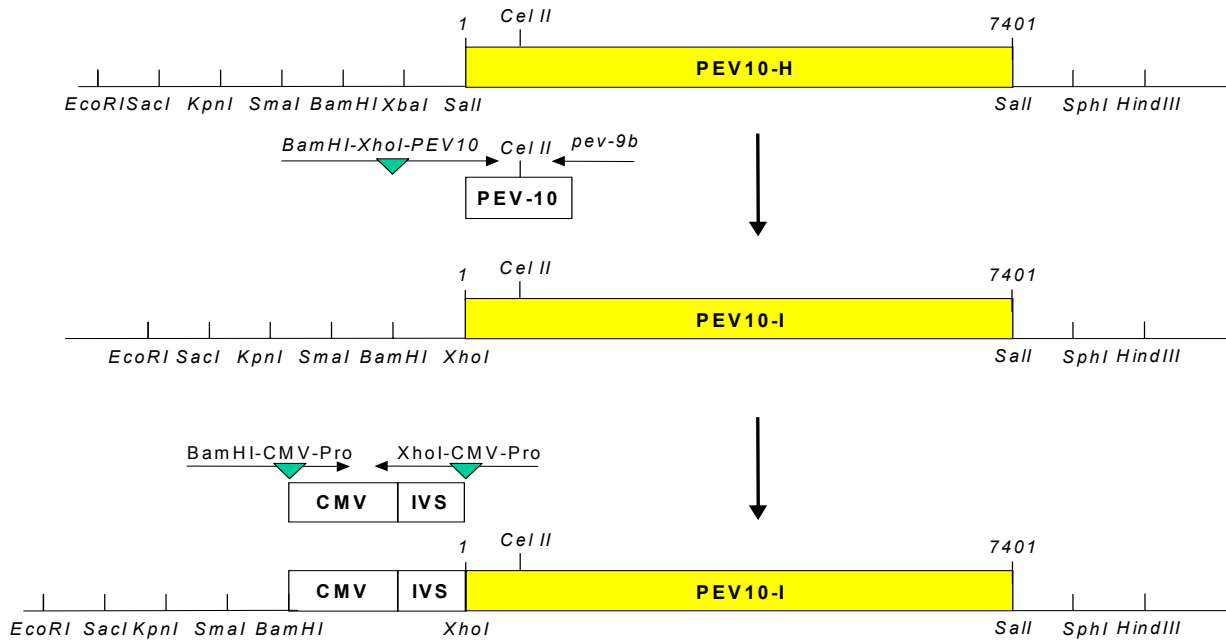 Cel II
1 7401
PEV10-H
EcoRI SacI KpnI SmaI BamHI XbaI SalI SalI SphI HindIII
BamHI-XhoI-PEV10 Cel II pev-9b
PEV-10
Cel II
1 7401
PEV10-I
EcoRI SacI KpnI SmaI BamHI XhoI SalI SphI HindIII
BamHI-CMV-Pro XhoI-CMV-Pro
CMV IVS
Cel II
1 7401
CMV IVS PEV10-I
EcoRI SacI KpnI SmaI BamHI XhoI SalI SphI HindIII